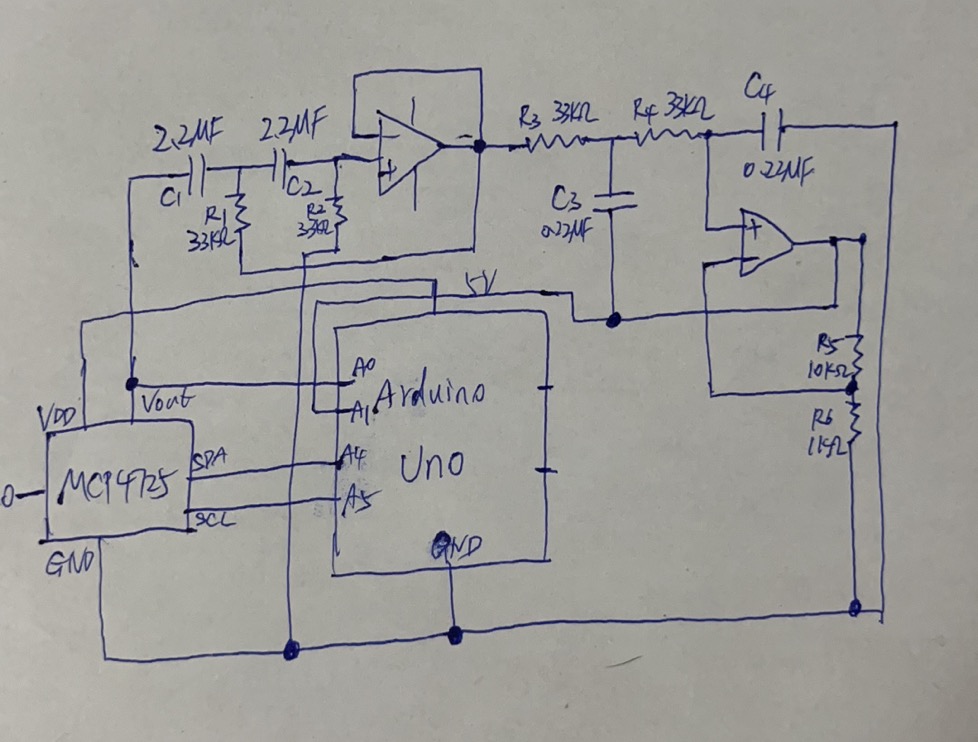 2.2MF
2.2MF
C1
C2
R1
33KΩ
R2
33KΩ
-
+
R3 33KΩ
R4 33KΩ
C4
0.22MF
C3
0.22MF
+
-
5V
R5
10KΩ
R6
1KΩ
A0
Arduino
A1
Uno
A4
A5
GND
VDD
Vout
MCP4725
SDA
SCL
GND